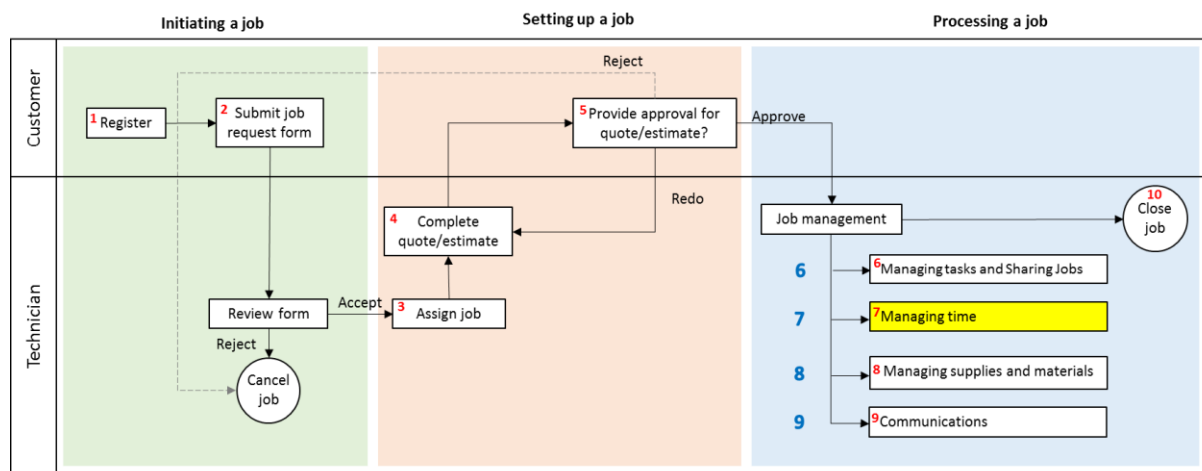 Initiating a job
Setting up a job
Processing a job
Customer
Reject
1 Register
2 Submit job
request form
5 Provide approval for
quote/estimate?
Approve
Technician
Redo
4 Complete
quote/estimate
Job management
10
Close
job
6
6 Managing tasks and Sharing Jobs
Review form
Accept
3 Assign job
7
7 Managing time
Reject
Cancel
job
8
8 Managing supplies and materials
9
9 Communications